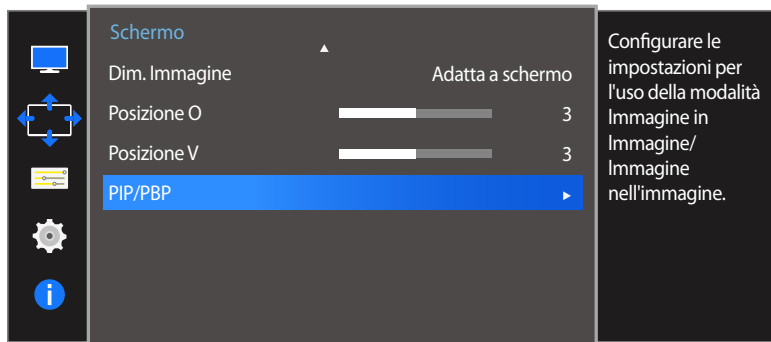 Schermo
Dim. Immagine Adatta a schermo
Posizione O 3
Posizione V 3
PIP/PBP
Configurare le
impostazioni per
l'uso della modalità
Immagine in
Immagine/
Immagine
nell'immagine.